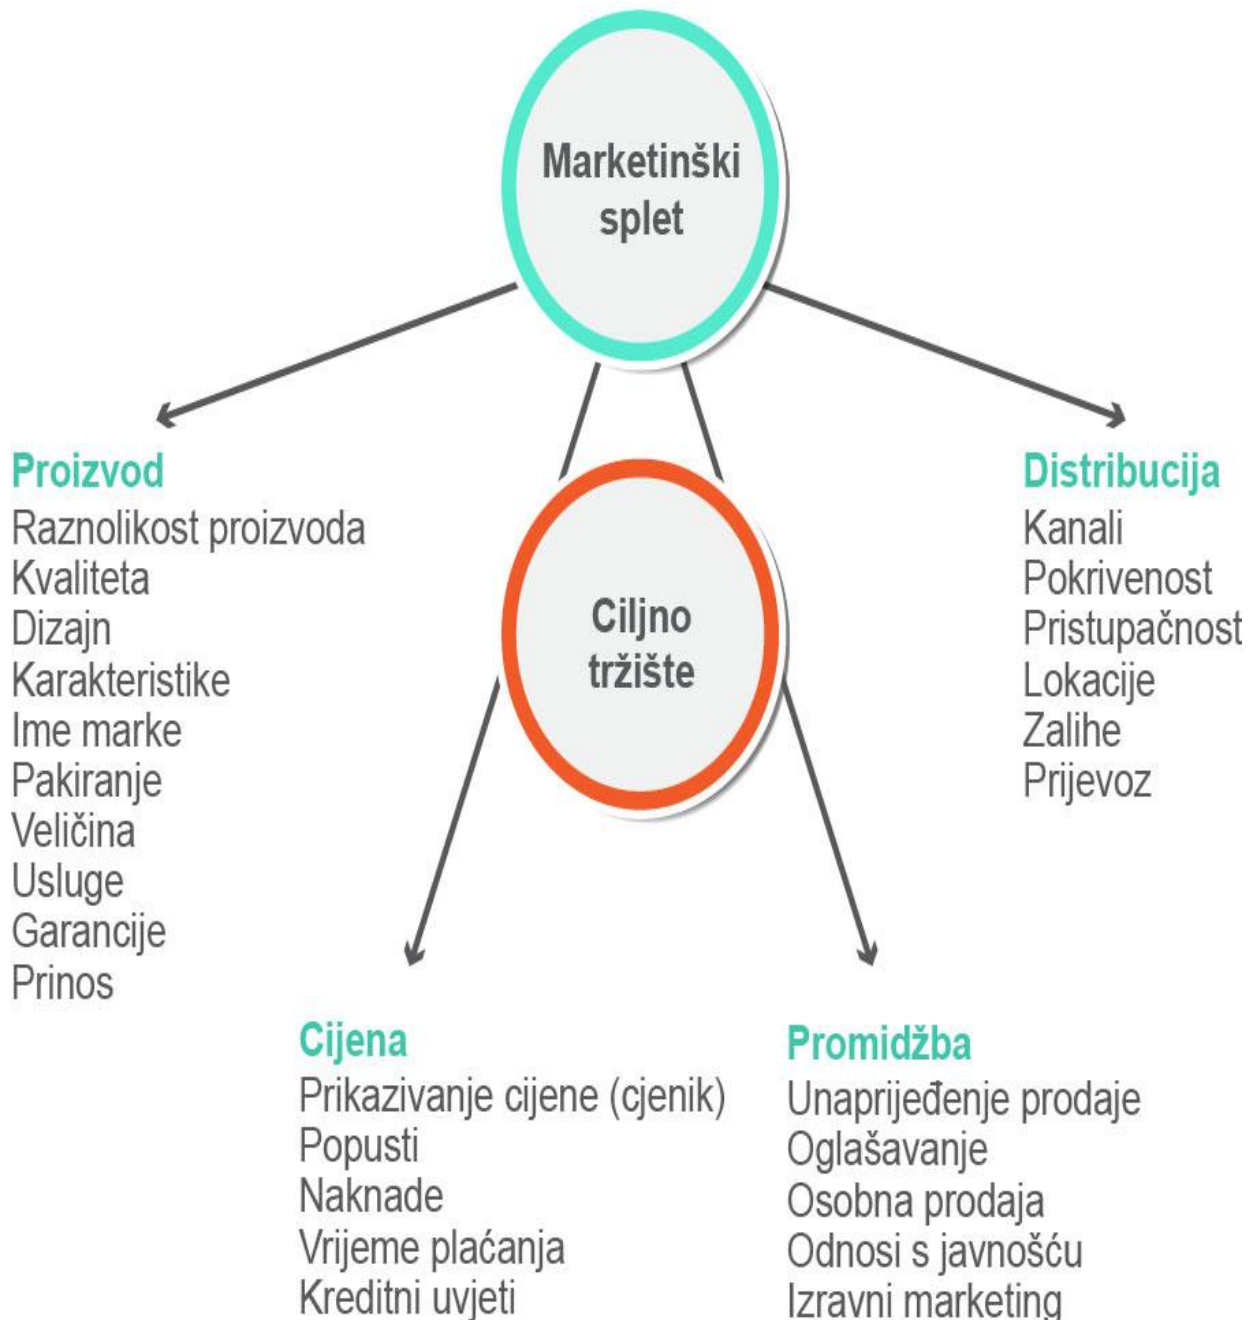 Marketinški
splet
Ciljno
tržište
Proizvod
Raznolikost proizvoda
Kvaliteta
Dizajn
Karakteristike
Ime marke
Pakiranje
Veličina
Usluge
Garancije
Prinos
Cijena
Prikazivanje cijene (cjenik)
Popusti
Naknade
Vrijeme plaćanja
Kreditni uvjeti
Promidžba
Unaprijeđenje prodaje
Oglašavanje
Osobna prodaja
Odnosi s javnošću
Izravni marketing
Distribucija
Kanali
Pokrivenost
Pristupačnost
Lokacije
Zalihe
Prijevoz